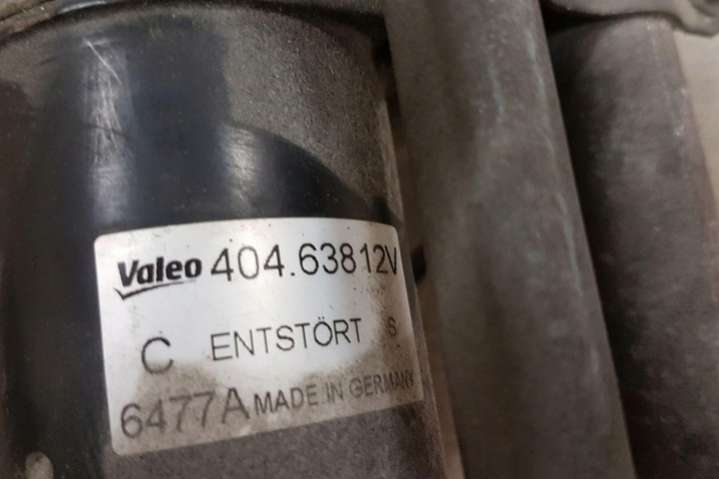 Valeo 404.638 12V
C ENTSTÖRT S
6477A MADE IN GERMANY